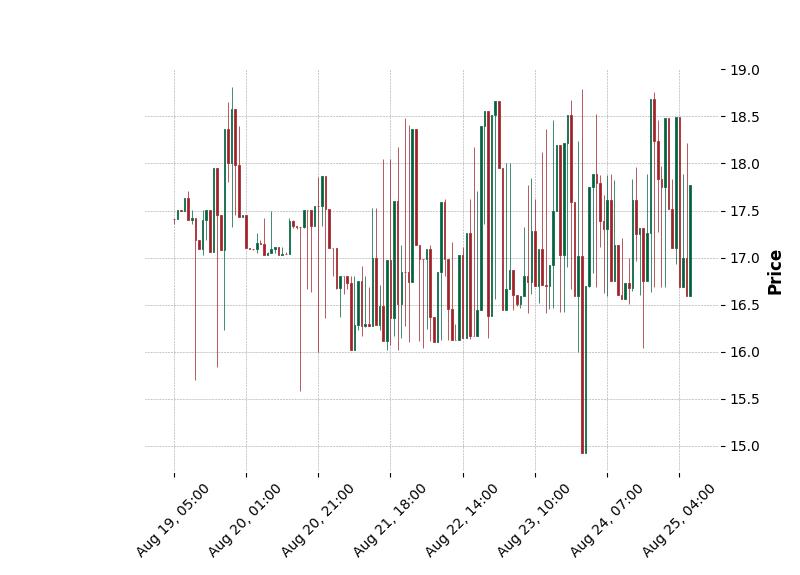 19.0
18.5
18.0
17.5
17.0
16.5
16.0
15.5
15.0
Price
Aug 19, 05:00
Aug 20, 01:00
Aug 20, 21:00
Aug 21, 18:00
Aug 22, 14:00
Aug 23, 10:00
Aug 24, 07:00
Aug 25, 04:00